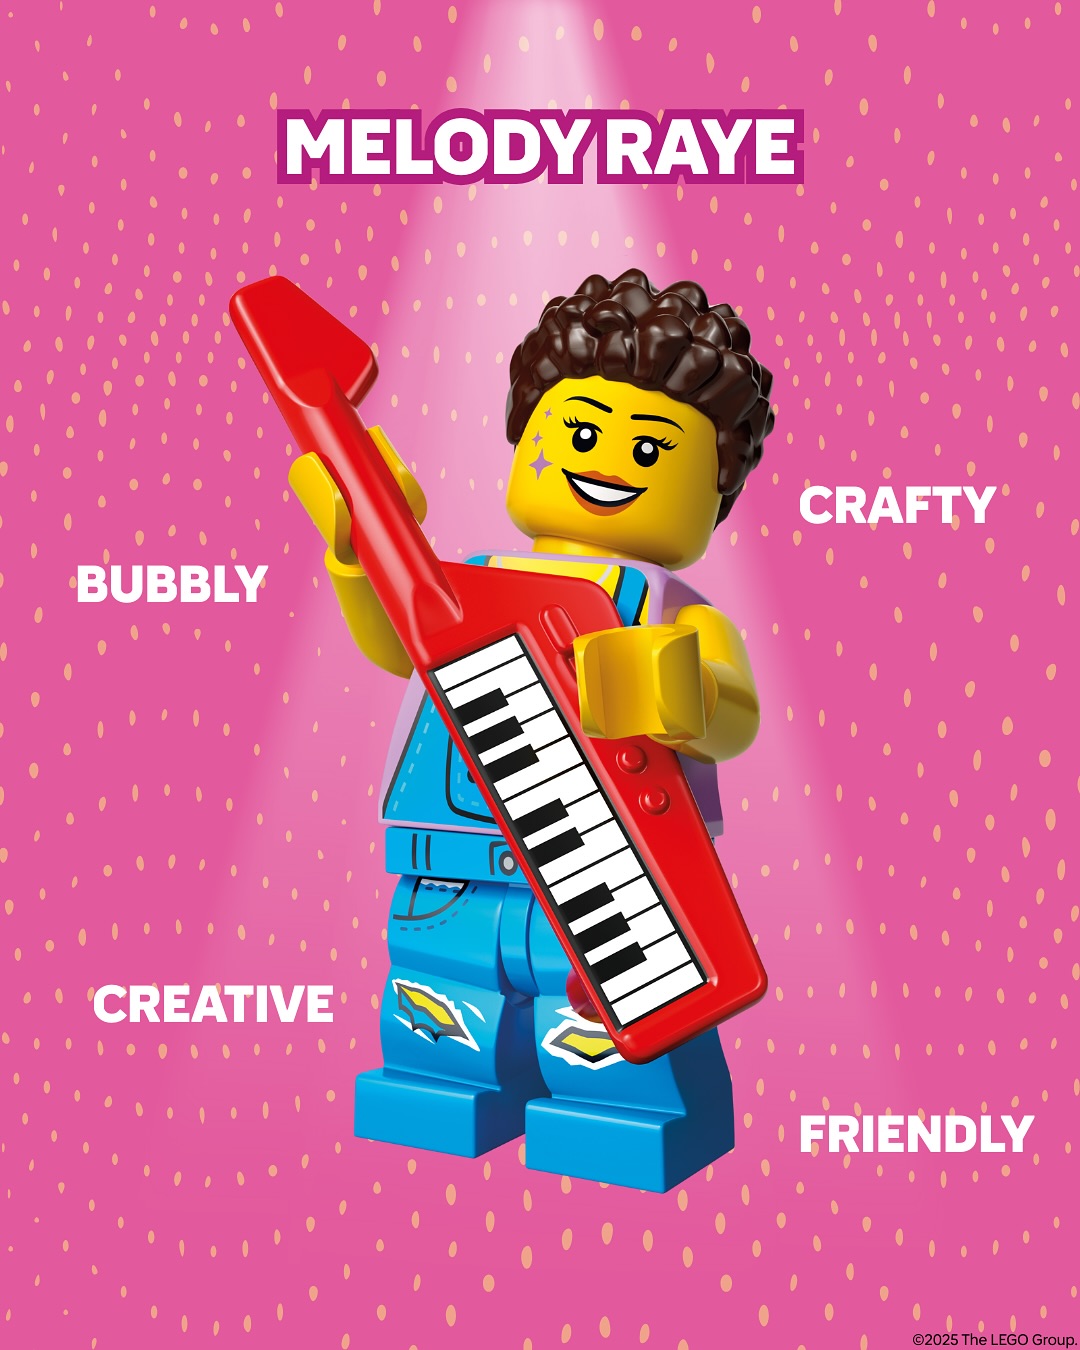 MELODY RAYE
CRAFTY
BUBBLY
CREATIVE
FRIENDLY
©2025 The LEGO Group.